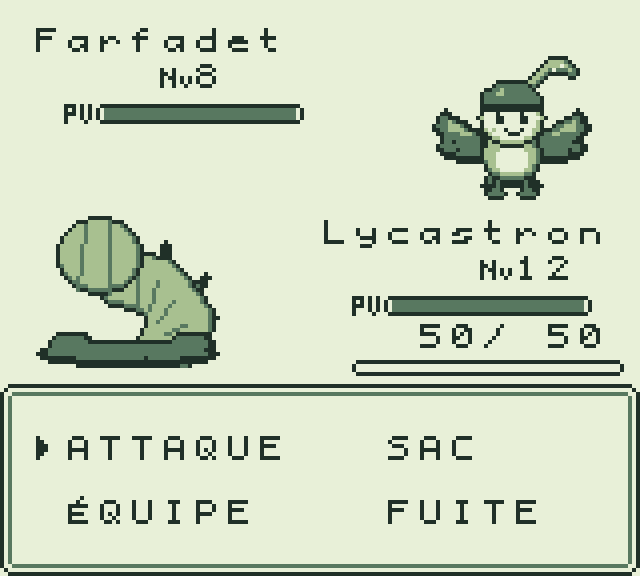 Farfadet
Nv8
PV
Lycastron
Nv12
PV
50/ 50
ATTAQUE SAC
ÉQUIPE FUITE